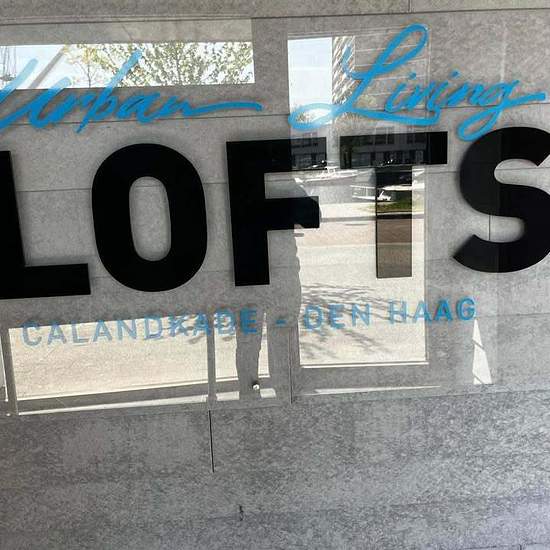 Urban Living
LOFTS
CALANDKADE - DEN HAAG